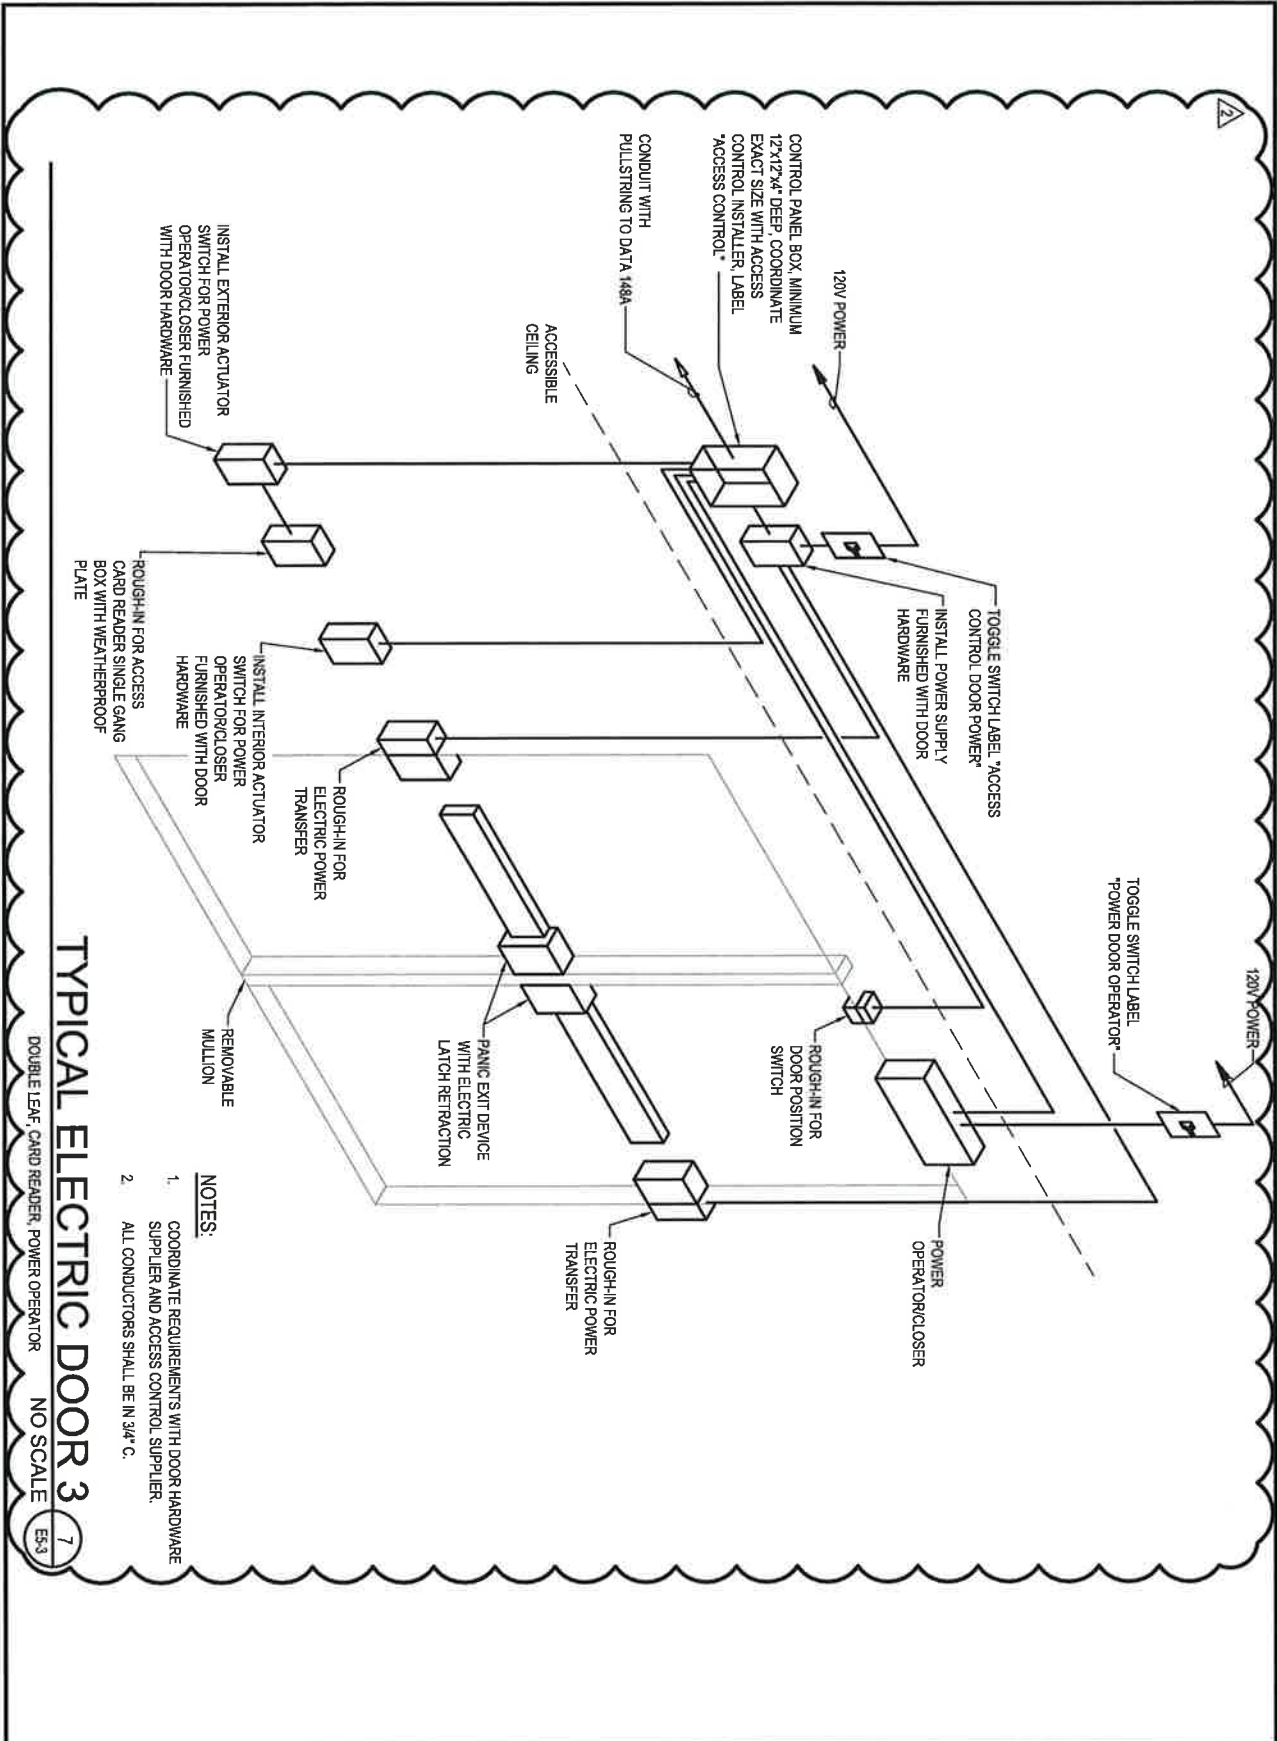 2
120V POWER
TOGGLE SWITCH LABEL
"POWER DOOR OPERATOR"
120V POWER
TOGGLE SWITCH LABEL "ACCESS
CONTROL DOOR POWER"
INSTALL POWER SUPPLY
FURNISHED WITH DOOR
HARDWARE
CONTROL PANEL BOX, MINIMUM
12"x12"x4" DEEP, COORDINATE
EXACT SIZE WITH ACCESS
CONTROL INSTALLER, LABEL
"ACCESS CONTROL"
CONDUIT WITH
PULLSTRING TO DATA 148A
ACCESSIBLE
CEILING
POWER
OPERATOR/CLOSER
ROUGH-IN FOR
DOOR POSITION
SWITCH
ROUGH-IN FOR
ELECTRIC POWER
TRANSFER
PANIC EXIT DEVICE
WITH ELECTRIC
LATCH RETRACTION
ROUGH-IN FOR
ELECTRIC POWER
TRANSFER
INSTALL EXTERIOR ACTUATOR
SWITCH FOR POWER
OPERATOR/CLOSER FURNISHED
WITH DOOR HARDWARE
INSTALL INTERIOR ACTUATOR
SWITCH FOR POWER
OPERATOR/CLOSER
FURNISHED WITH DOOR
HARDWARE
ROUGH-IN FOR ACCESS
CARD READER SINGLE GANG
BOX WITH WEATHERPROOF
PLATE
REMOVABLE
MULLION
NOTES:
1. COORDINATE REQUIREMENTS WITH DOOR HARDWARE
SUPPLIER AND ACCESS CONTROL SUPPLIER.
2. ALL CONDUCTORS SHALL BE IN 3/4" C.
TYPICAL ELECTRIC DOOR 3
7
E5-3
DOUBLE LEAF, CARD READER, POWER OPERATOR NO SCALE